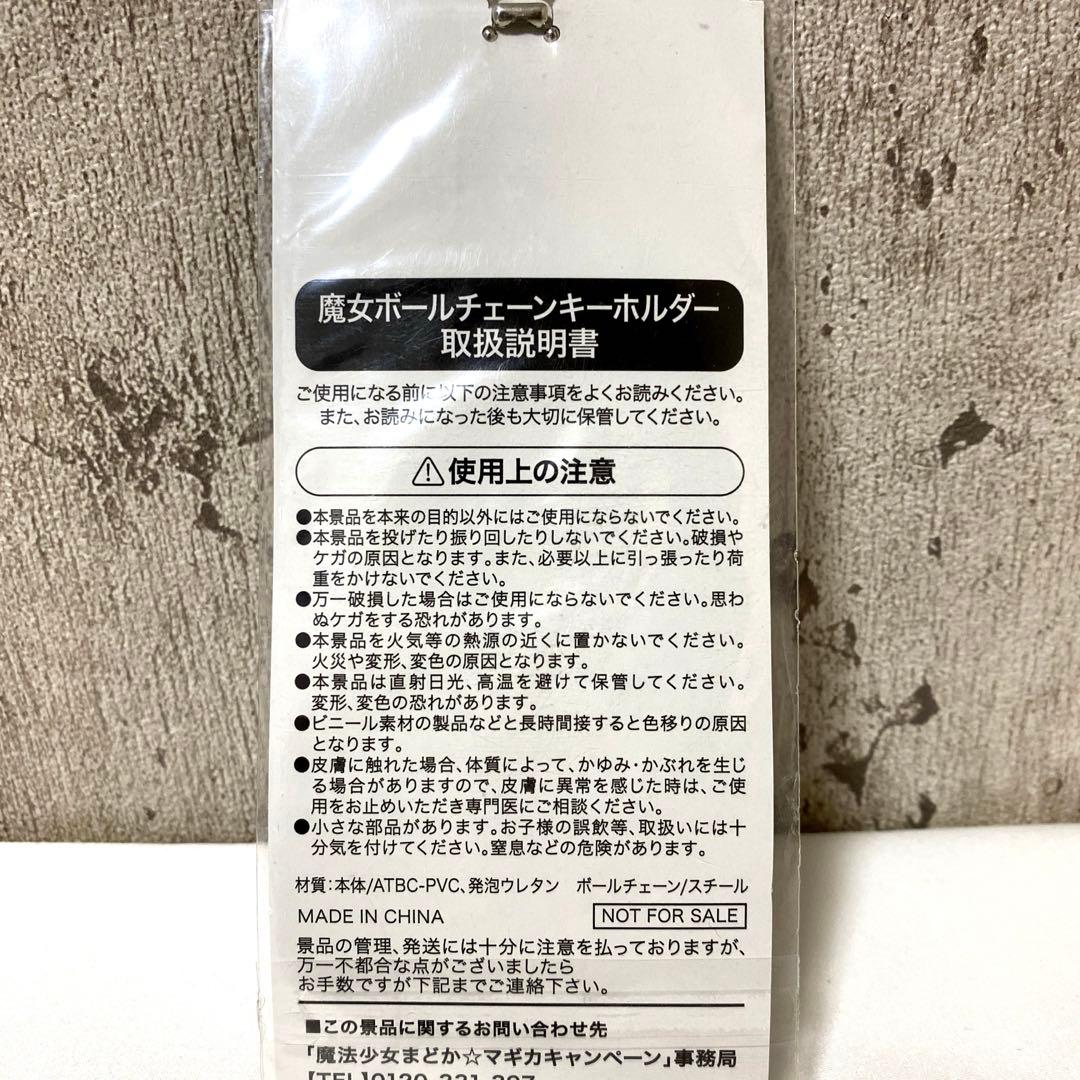 魔女ボールチェーンキーホルダー
取扱説明書
ご使用になる前に以下の注意事項をよくお読みください。
また、お読みになった後も大切に保管してください。
⚠使用上の注意
●本景品を本来の目的以外にはご使用にならないでください。
●本景品を投げたり振り回したりしないでください。破損や
ケガの原因となります。また、必要以上に引っ張ったり荷
重をかけないでください。
●万一破損した場合はご使用にならないでください。思わ
ぬケガをする恐れがあります。
●本景品を火気等の熱源の近くに置かないでください。
火災や変形、変色の原因となります。
●本景品は直射日光、高温を避けて保管してください。
変形、変色の恐れがあります。
●ビニール素材の製品などと長時間接すると色移りの原因
となります。
●皮膚に触れた場合、体質によって、かゆみ・かぶれを生じ
る場合がありますので、皮膚に異常を感じた時は、ご使
用をお止めいただき専門医にご相談ください。
●小さな部品があります。お子様の誤飲等、取扱いには十
分気を付けてください。窒息などの危険があります。
材質：本体/ATBC-PVC、発泡ウレタン　ボールチェーン/スチール
MADE IN CHINA
NOT FOR SALE
景品の管理、発送には十分に注意を払っておりますが、
万一不都合な点がございましたら
お手数ですが下記までご連絡下さい。
■この景品に関するお問い合わせ先
「魔法少女まどか☆マギカキャンペーン」事務局
【TEL】0120-321-297